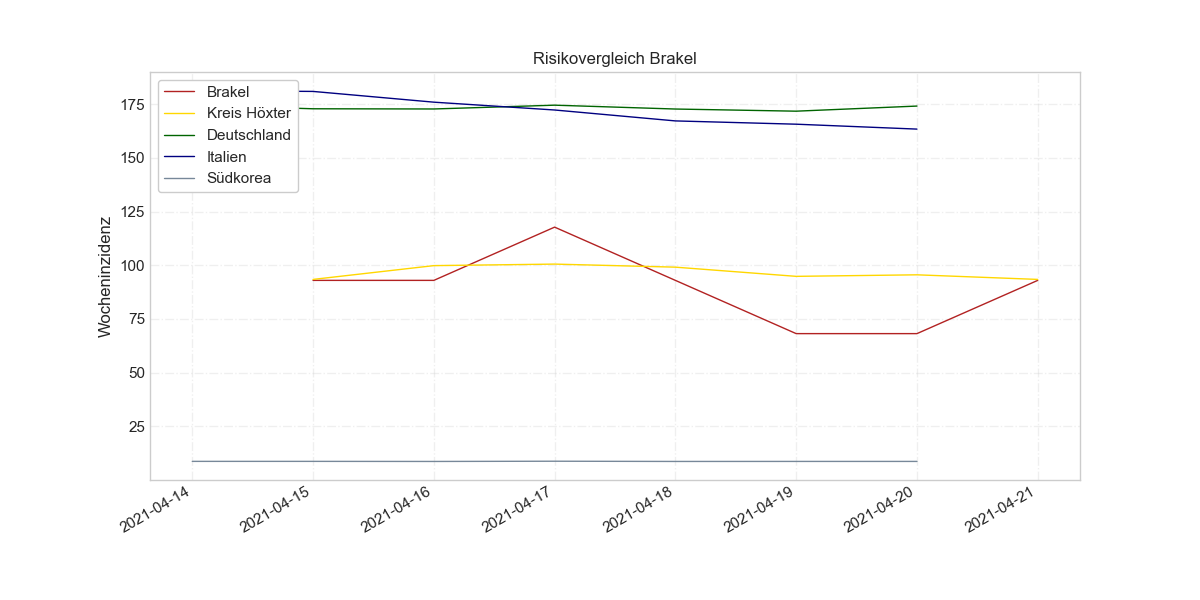 Risikovergleich Brakel
Brakel
Kreis Höxter
Deutschland
Italien
Südkorea
Wocheninzidenz
175
150
125
100
75
50
25
2021-04-14
2021-04-15
2021-04-16
2021-04-17
2021-04-18
2021-04-19
2021-04-20
2021-04-21